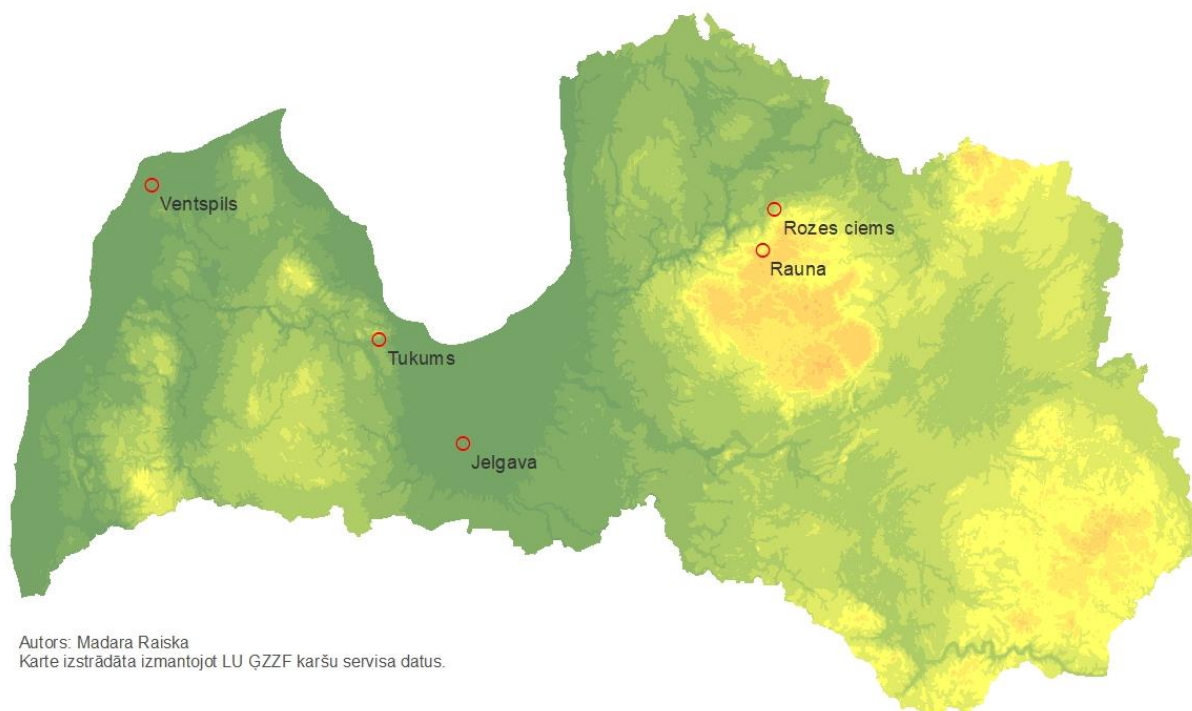 Ventspils
Rozes ciems
Rauna
Tukums
Jelgava
Autors: Madara Raiska
Karte izstrādāta izmantojot LU ĢZZF karšu servisa datus.